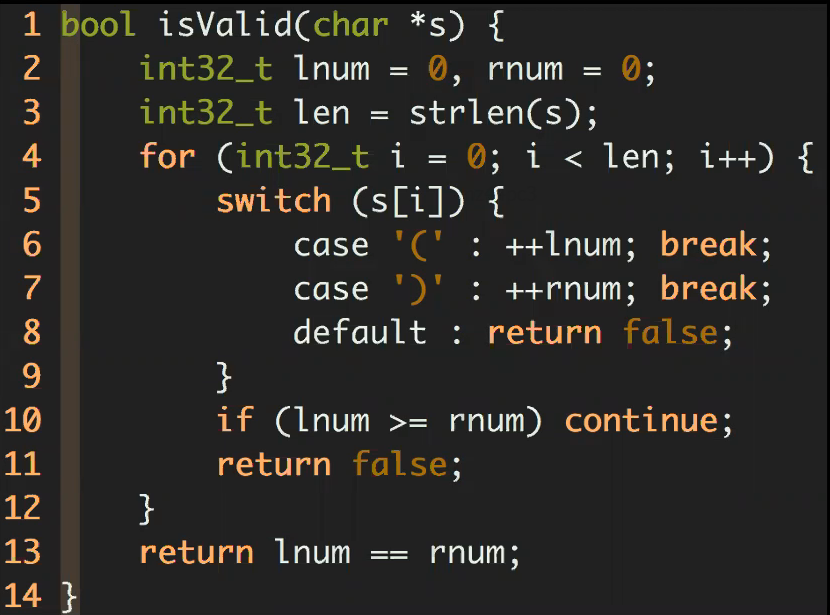 1 bool isValid(char *s) {
2     int32_t lnum = 0, rnum = 0;
3     int32_t len = strlen(s);
4     for (int32_t i = 0; i < len; i++) {
5         switch (s[i]) {
6             case '(' : ++lnum; break;
7             case ')' : ++rnum; break;
8             default : return false;
9         }
10         if (lnum >= rnum) continue;
11         return false;
12     }
13     return lnum == rnum;
14 }